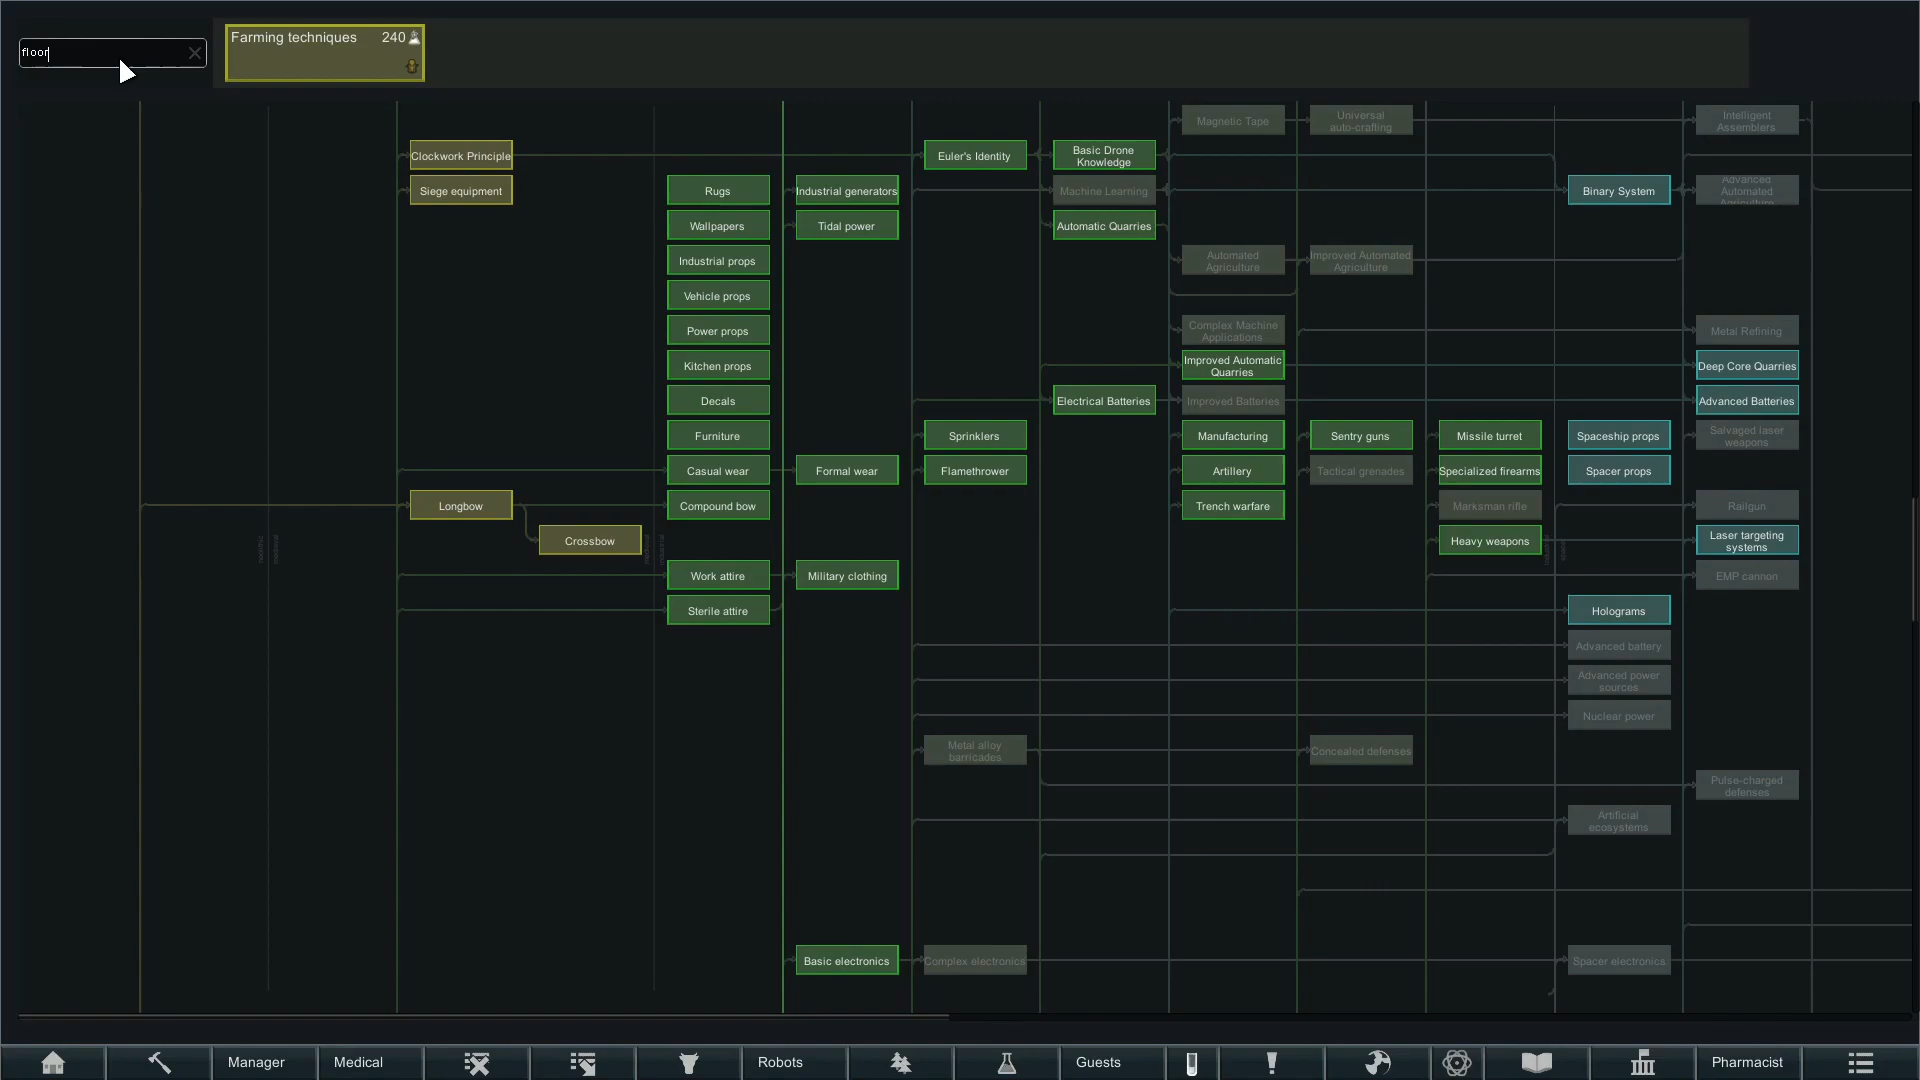 floor
Farming techniques 240
Magnetic Tape
Universal
auto-crafting
Intelligent
Assemblers
Clockwork Principle
Euler's Identity
Basic Drone
Knowledge
Siege equipment
Rugs
Industrial generators
Machine Learning
Binary System
Advanced
Automated
Agriculture
Wallpapers
Tidal power
Automatic Quarries
Industrial props
Automated
Agriculture
Improved Automated
Agriculture
Vehicle props
Power props
Complex Machine
Applications
Metal Refining
Kitchen props
Improved Automatic
Quarries
Deep Core Quarries
Decals
Electrical Batteries
Improved Batteries
Advanced Batteries
Furniture
Sprinklers
Manufacturing
Sentry guns
Missile turret
Spaceship props
Salvaged laser
weapons
Casual wear
Formal wear
Flamethrower
Artillery
Tactical grenades
Specialized firearms
Spacer props
Longbow
Compound bow
Trench warfare
Marksman rifle
Railgun
Crossbow
Heavy weapons
Laser targeting
systems
Work attire
Military clothing
EMP cannon
Sterile attire
Holograms
Advanced battery
Advanced power
sources
Nuclear power
Metal alloy
barricades
Concealed defenses
Pulse-charged
defenses
Artificial
ecosystems
Basic electronics
Complex electronics
Spacer electronics
Manager
Medical
Robots
Guests
Pharmacist